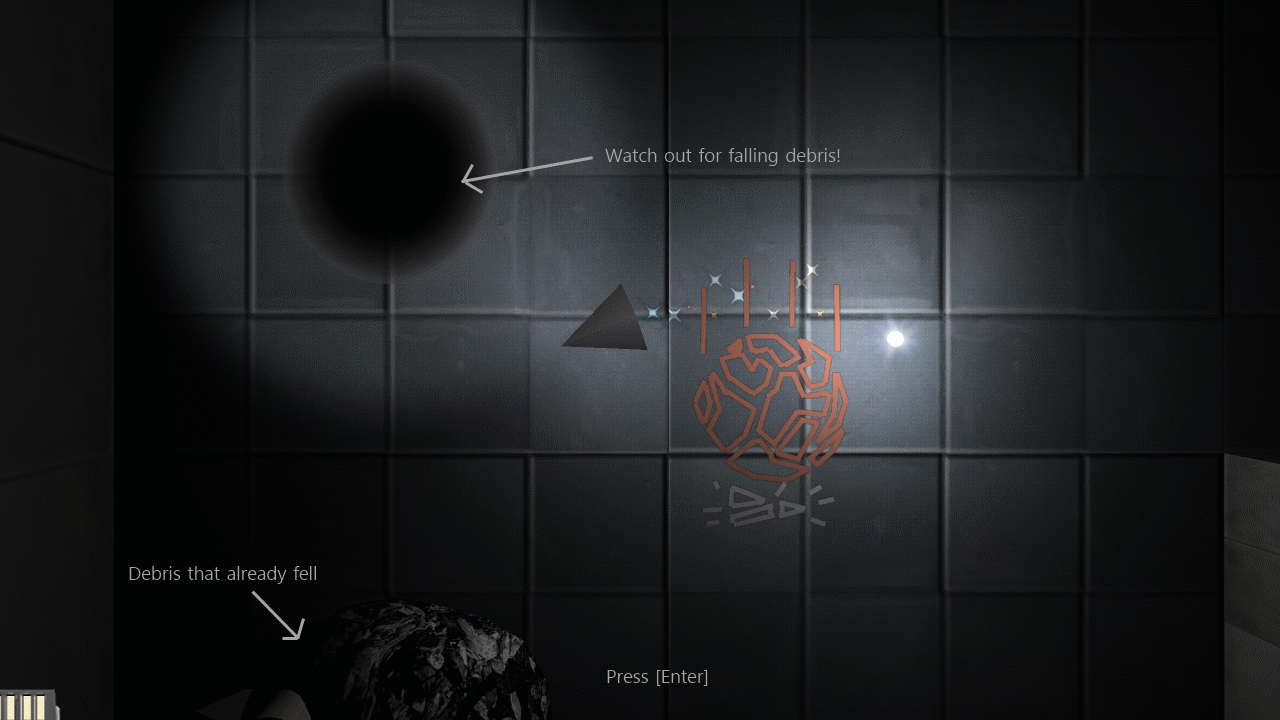 Watch out for falling debris!
Debris that already fell
Press [Enter]